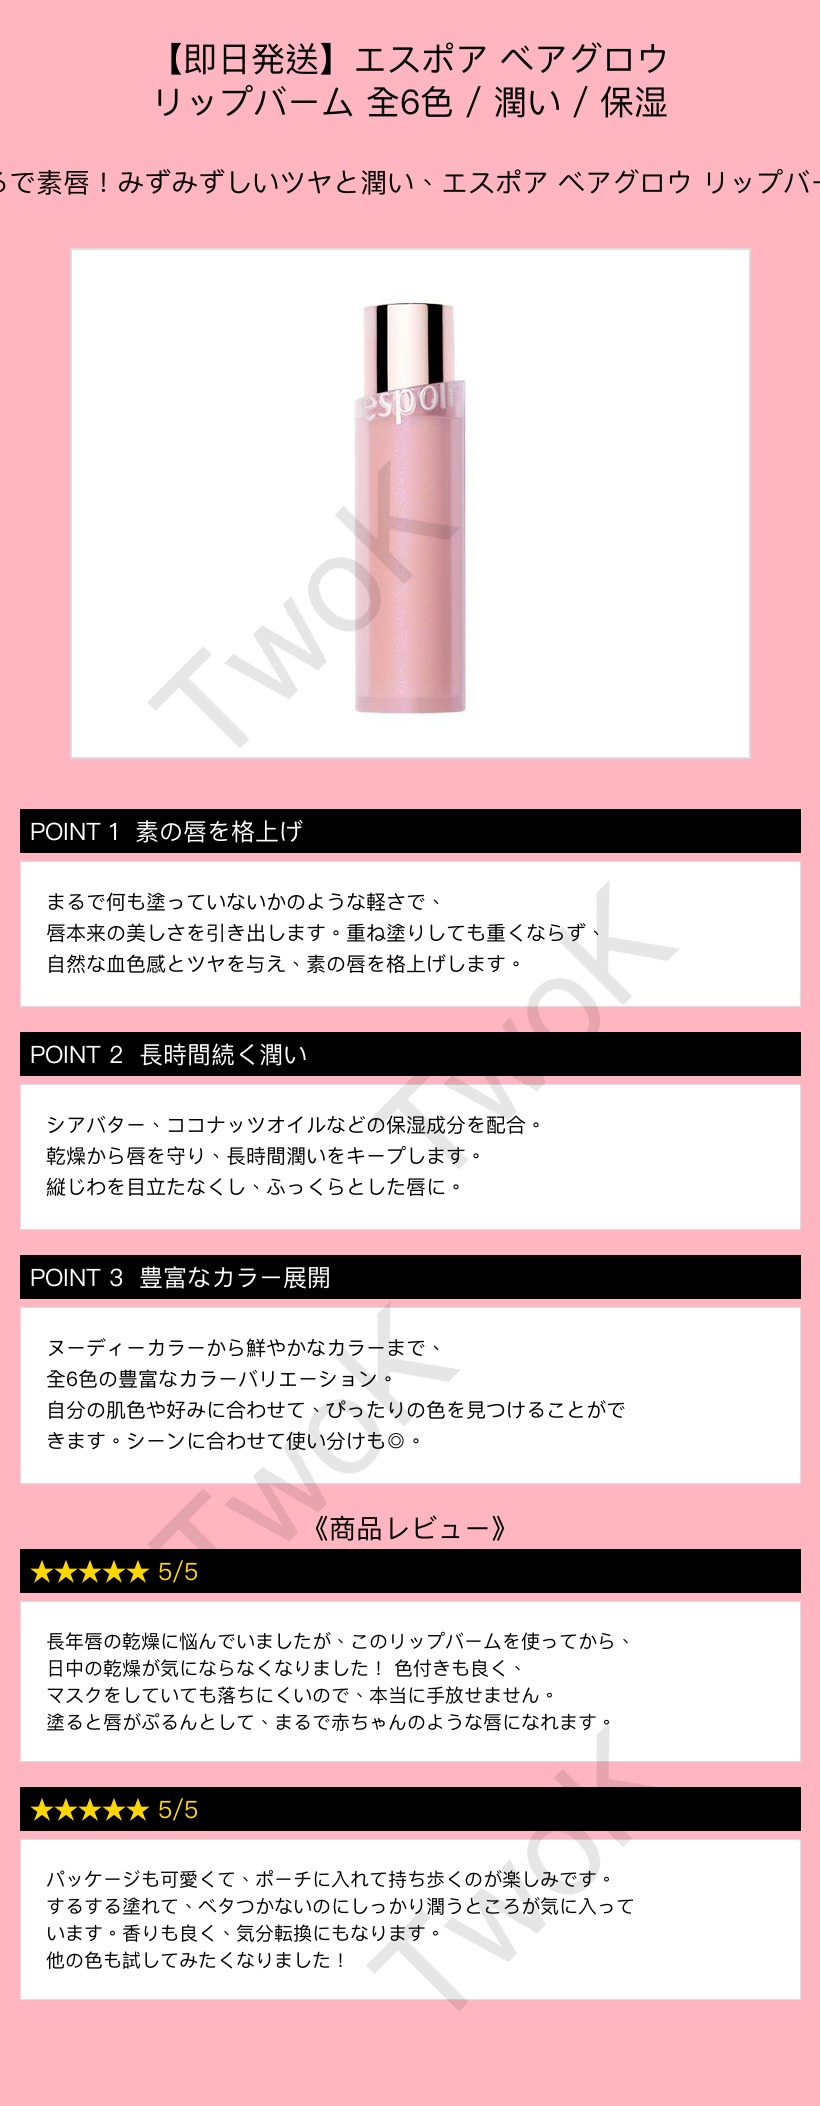 【即日発送】エスポア ベアグロウ
リップバーム 全6色 / 潤い / 保湿
るで素唇！みずみずしいツヤと潤い、エスポア ベアグロウ リップバー
espoir
TwoK
POINT 1 素の唇を格上げ
まるで何も塗っていないかのような軽さで、
唇本来の美しさを引き出します。重ね塗りしても重くならず、
自然な血色感とツヤを与え、素の唇を格上げします。
TwoK
POINT 2 長時間続く潤い
シアバター、ココナッツオイルなどの保湿成分を配合。
乾燥から唇を守り、長時間潤いをキープします。
縦じわを目立たなくし、ふっくらとした唇に。
POINT 3 豊富なカラー展開
ヌーディーカラーから鮮やかなカラーまで、
全6色の豊富なカラーバリエーション。
自分の肌色や好みに合わせて、ぴったりの色を見つけることがで
きます。シーンに合わせて使い分けも◎。
TwoK
《商品レビュー》
★★★★★ 5/5
長年唇の乾燥に悩んでいましたが、このリップバームを使ってから、
日中の乾燥が気にならなくなりました！ 色付きも良く、
マスクをしていても落ちにくいので、本当に手放せません。
塗ると唇がぷるんとして、まるで赤ちゃんのような唇になれます。
★★★★★ 5/5
パッケージも可愛くて、ポーチに入れて持ち歩くのが楽しみです。
するする塗れて、ベタつかないのにしっかり潤うところが気に入って
います。香りも良く、気分転換にもなります。
他の色も試してみたくなりました！
TwoK